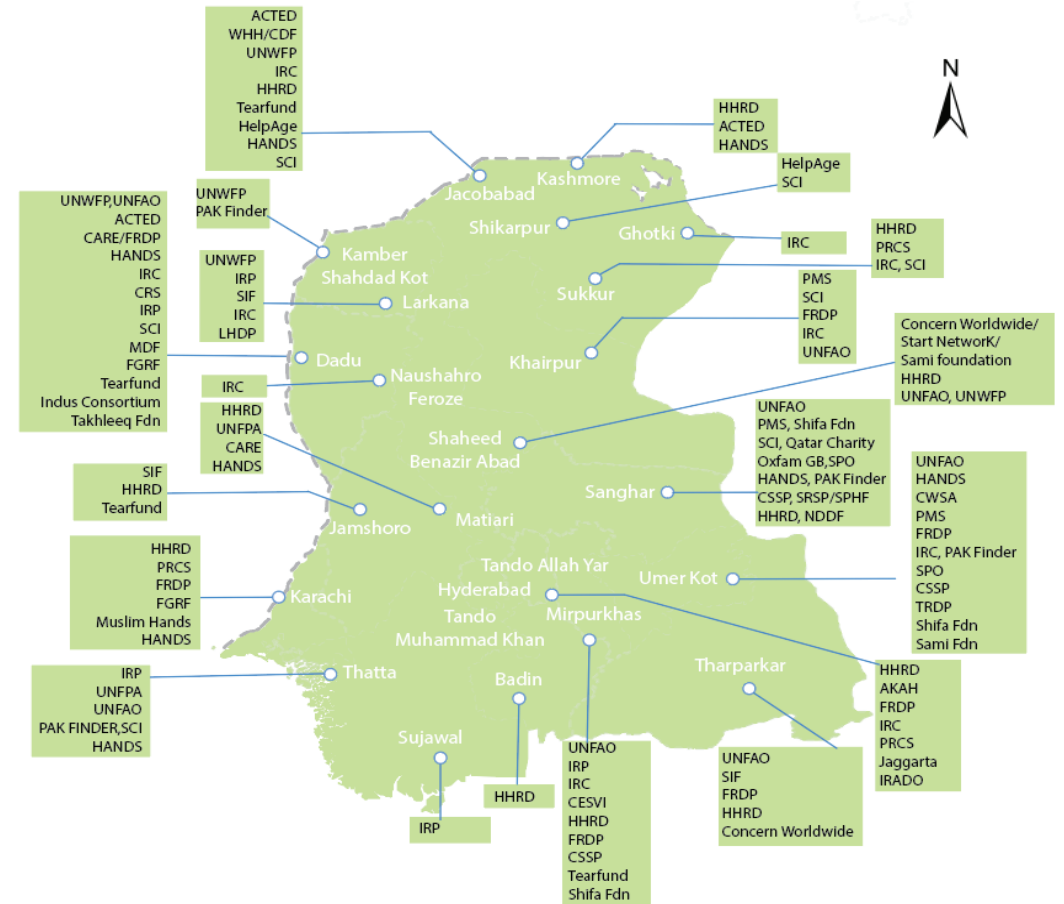 ACTED
WHH/CDF
UNWFP
IRC
HHRD
Tearfund
HelpAge
HANDS
SCI
N
HHRD
ACTED
HANDS
HelpAge
SCI
Jacobabad
Kashmore
Shikarpur
Ghotki
IRC
HHRD
PRCS
IRC, SCI
UNWFP
PAK Finder
UNWFP,UNFAO
ACTED
CARE/FRDP
HANDS
IRC
CRS
IRP
SCI
MDF
FGRF
Tearfund
Indus Consortium
Takhleeq Fdn
Kamber
Shahdad Kot
UNWFP
IRP
SIF
IRC
LHDP
Larkana
Sukkur
PMS
SCI
FRDP
IRC
UNFAO
Khairpur
Dadu
Naushahro
Feroze
IRC
Concern Worldwide/
Start NetworK/
Sami foundation
HHRD
UNFAO, UNWFP
HHRD
UNFPA
CARE
HANDS
Shaheed
Benazir Abad
UNFAO
PMS, Shifa Fdn
SCI, Qatar Charity
Oxfam GB,SPO
HANDS, PAK Finder
CSSP, SRSP/SPHF
HHRD, NDDF
Sanghar
UNFAO
HANDS
CWSA
PMS
FRDP
IRC, PAK Finder
SPO
CSSP
TRDP
Shifa Fdn
Sami Fdn
SIF
HHRD
Tearfund
Jamshoro
Matiari
HHRD
PRCS
FRDP
FGRF
Muslim Hands
HANDS
Karachi
Tando Allah Yar
Hyderabad
Umer Kot
Tando
Muhammad Khan
Mirpurkhas
IRP
UNFPA
UNFAO
PAK FINDER,SCI
HANDS
Thatta
Badin
Tharparkar
HHRD
AKAH
FRDP
IRC
PRCS
Jaggarta
IRADO
Sujawal
IRP
HHRD
UNFAO
IRP
IRC
CESVI
HHRD
FRDP
CSSP
Tearfund
Shifa Fdn
UNFAO
SIF
FRDP
HHRD
Concern Worldwide